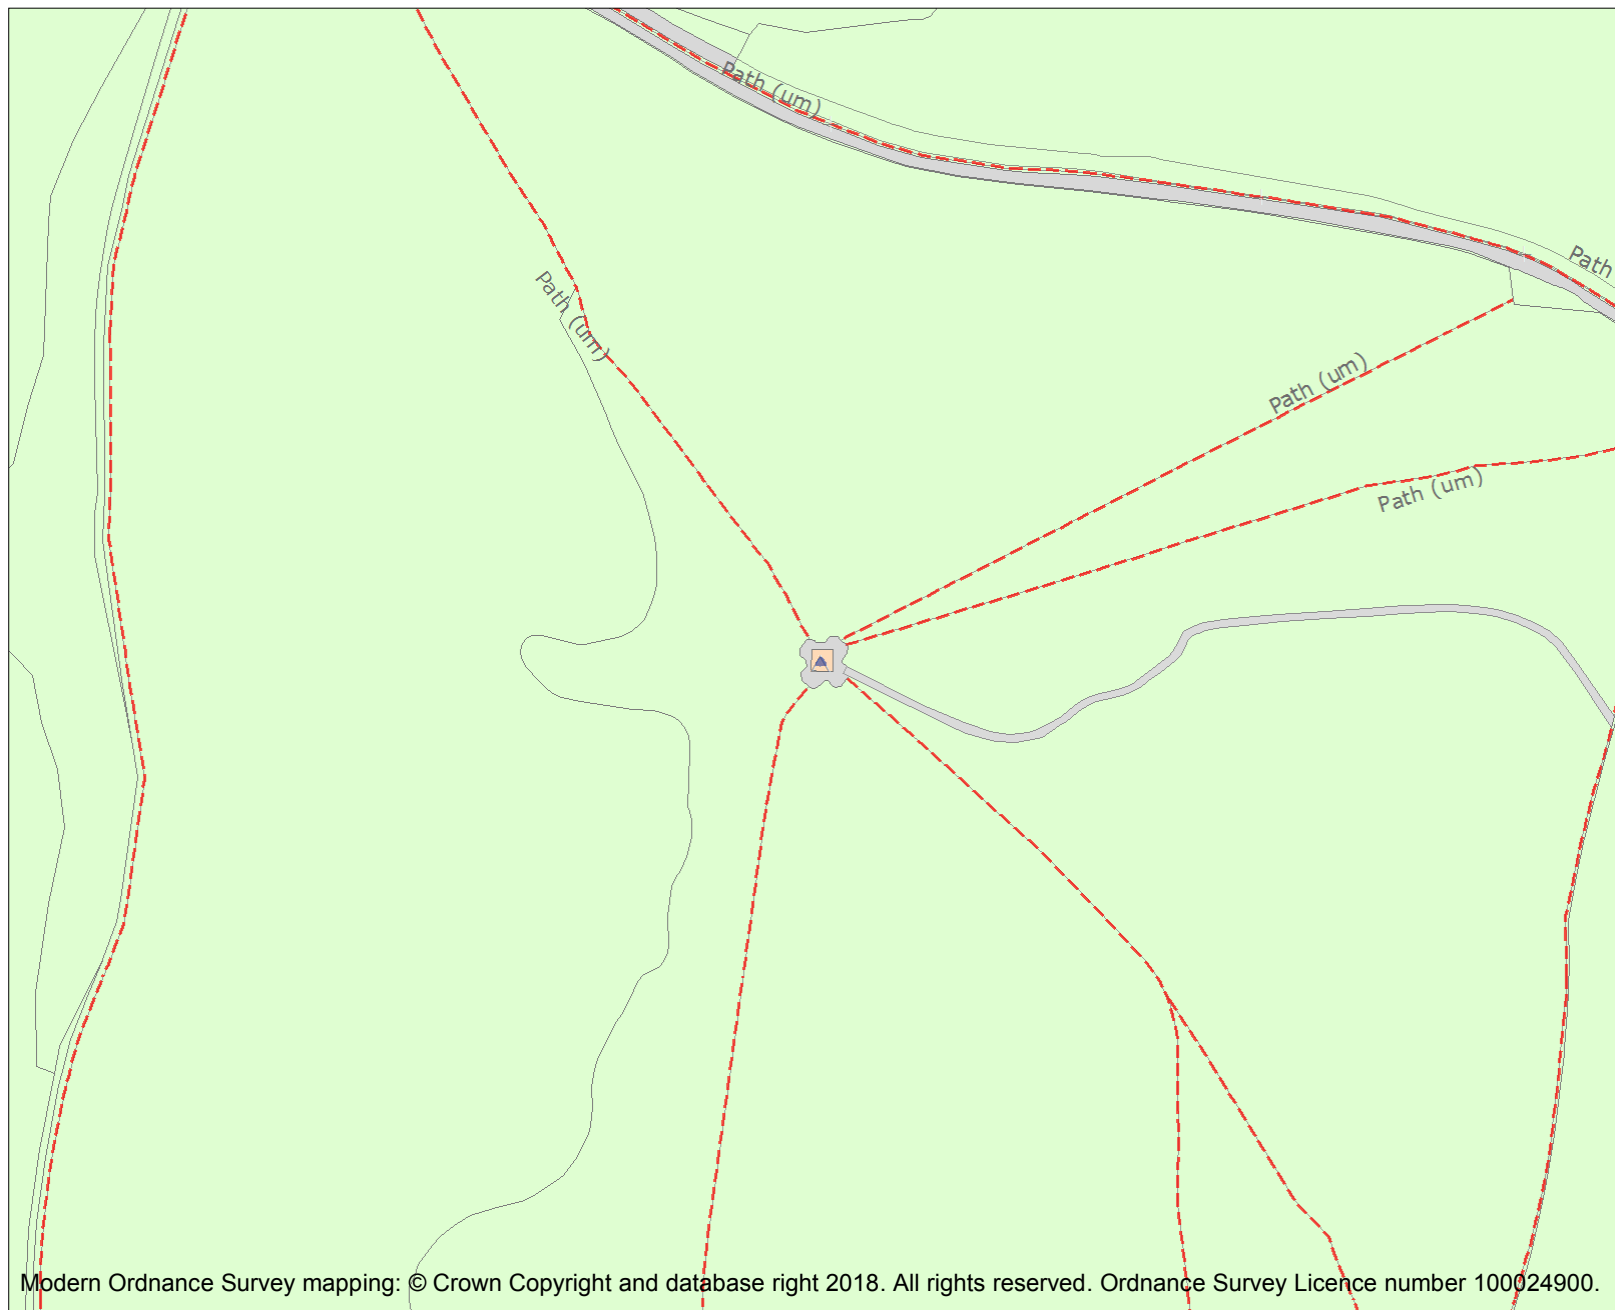 Path (um)
Path
Path (um)
Path (um)
Path (um)
Modern Ordnance Survey mapping: © Crown Copyright and database right 2018. All rights reserved. Ordnance Survey Licence number 100024900.